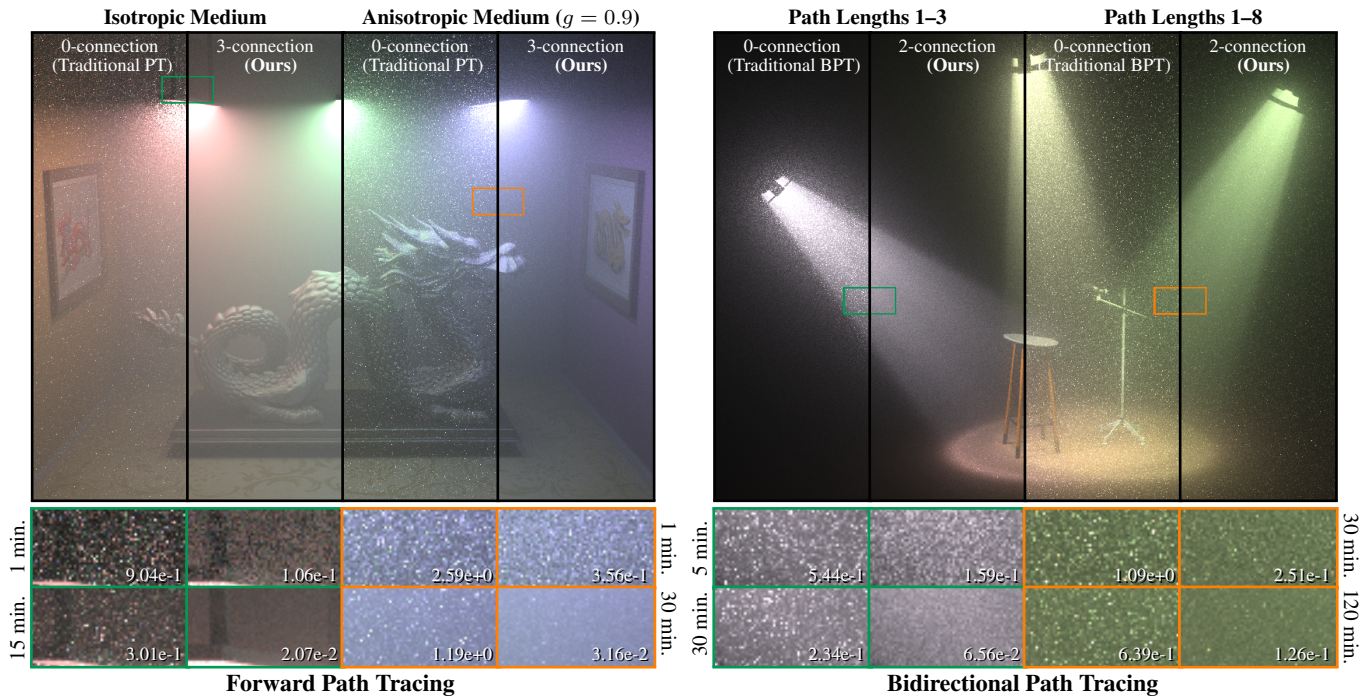 Isotropic Medium
Anisotropic Medium (g = 0.9)
0-connection
(Traditional PT)
3-connection
(Ours)
0-connection
(Traditional PT)
3-connection
(Ours)
1 min.
9.04e-1
1.06e-1
2.59e+0
3.56e-1
1 min.
15 min.
3.01e-1
2.07e-2
1.19e+0
3.16e-2
30 min.
Forward Path Tracing
Path Lengths 1–3
Path Lengths 1–8
0-connection
(Traditional BPT)
2-connection
(Ours)
0-connection
(Traditional BPT)
2-connection
(Ours)
5 min.
5.44e-1
1.59e-1
1.09e+0
2.51e-1
30 min.
30 min.
2.34e-1
6.56e-2
6.39e-1
1.26e-1
120 min.
Bidirectional Path Tracing